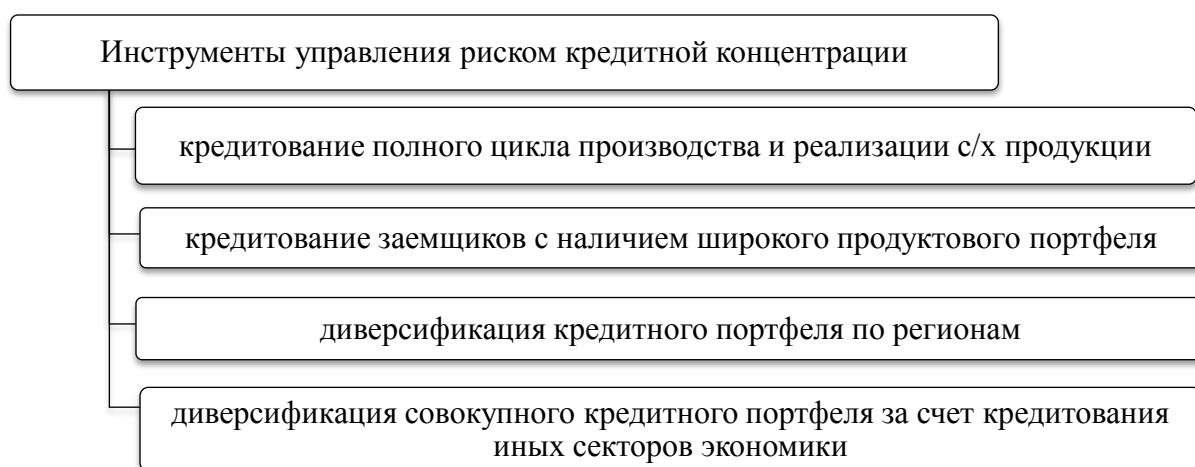 Инструменты управления риском кредитной концентрации
кредитование полного цикла производства и реализации с/х продукции
кредитование заемщиков с наличием широкого продуктового портфеля
диверсификация кредитного портфеля по регионам
диверсификация совокупного кредитного портфеля за счет кредитования
иных секторов экономики